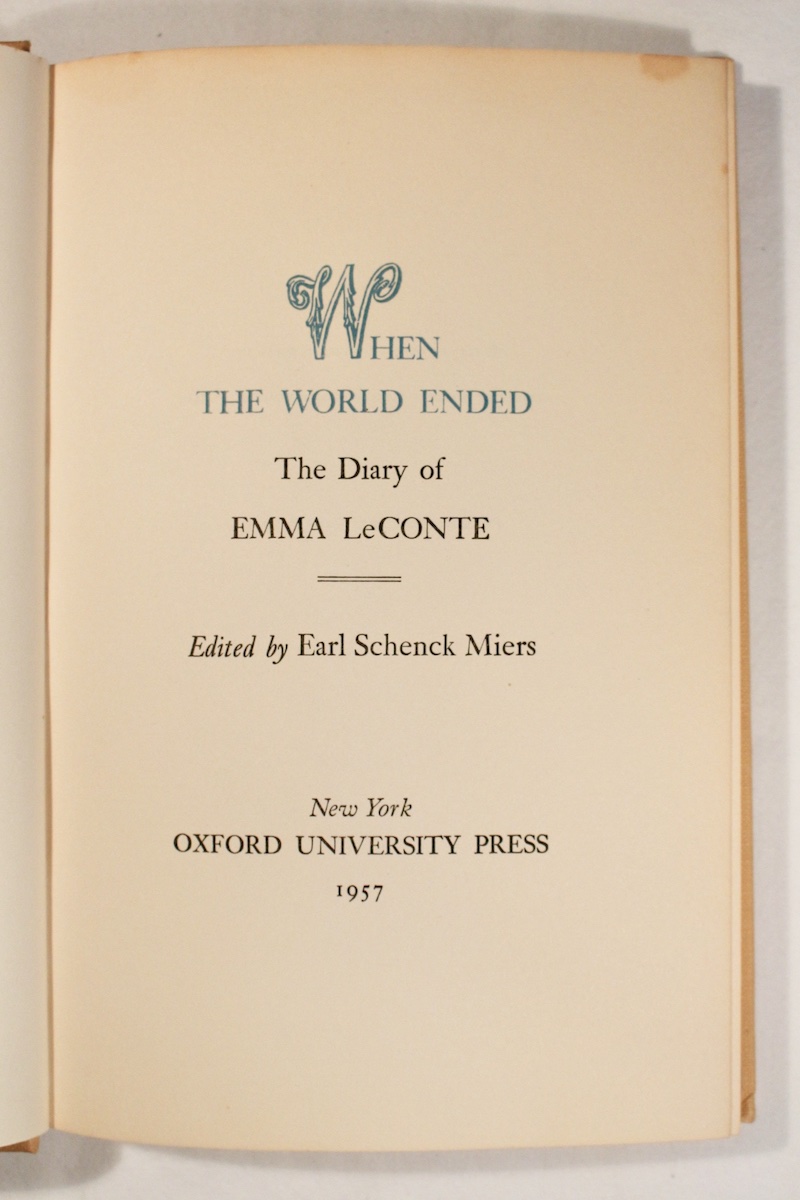 WHEN
THE WORLD ENDED
The Diary of
EMMA LeCONTE
Edited by Earl Schenck Miers
New York
OXFORD UNIVERSITY PRESS
1957